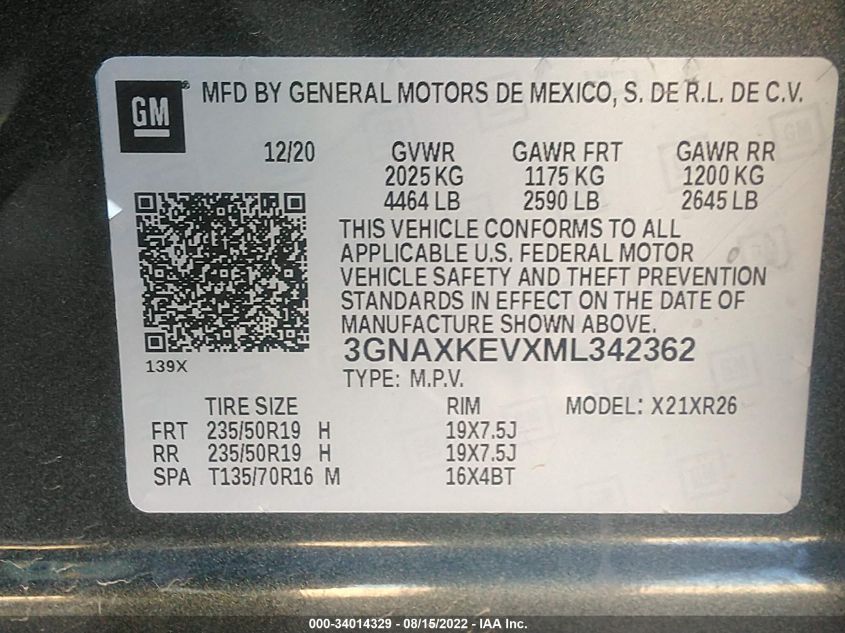 GM ® MFD BY GENERAL MOTORS DE MEXICO, S. DE R.L. DE C.V.
12/20 GVWR GAWR FRT GAWR RR
2025 KG 1175 KG 1200 KG
4464 LB 2590 LB 2645 LB
THIS VEHICLE CONFORMS TO ALL
APPLICABLE U.S. FEDERAL MOTOR
VEHICLE SAFETY AND THEFT PREVENTION
STANDARDS IN EFFECT ON THE DATE OF
MANUFACTURE SHOWN ABOVE.
139X
3GNAXKEVXML342362
TYPE: M.P.V.
TIRE SIZE RIM MODEL: X21XR26
FRT 235/50R19 H 19X7.5J
RR 235/50R19 H 19X7.5J
SPA T135/70R16 M 16X4BT
000-34014329 - 08/15/2022 - IAA Inc.